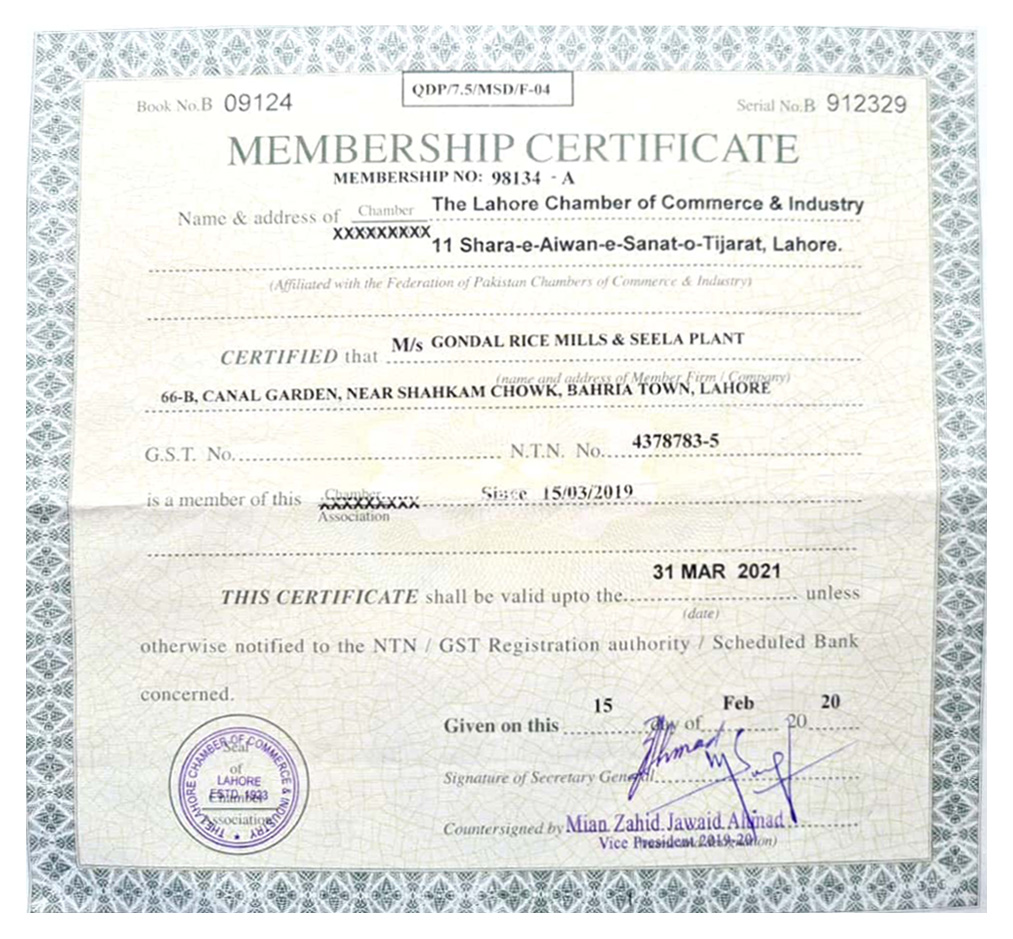 QDP/7.5/MSD/F-04
Book No.B 09124
Serial No.B 912329
MEMBERSHIP CERTIFICATE
MEMBERSHIP NO: 98134 - A
Name & address of Chamber The Lahore Chamber of Commerce & Industry
XXXXXXXXX 11 Shara-e-Aiwan-e-Sanat-o-Tijarat, Lahore.
(Affiliated with the Federation of Pakistan Chambers of Commerce & Industry)
CERTIFIED that M/s GONDAL RICE MILLS & SEELA PLANT
(name and address of Member Firm / Company)
66-B, CANAL GARDEN, NEAR SHAHKAM CHOWK, BAHRIA TOWN, LAHORE
G.S.T. No. N.T.N. No. 4378783-5
is a member of this Chamber XXXXXXXXX Since 15/03/2019
Association
31 MAR 2021
THIS CERTIFICATE shall be valid upto the unless
(date)
otherwise notified to the NTN / GST Registration authority / Scheduled Bank
concerned.
15 Feb 20
Given on this day of 20
Signature of Secretary General
Countersigned by Mian Zahid Jawaid Ahmad
Vice President 2019-20
Seal
of
Chamber
Association
THE LAHORE CHAMBER OF COMMERCE & INDUSTRY
LAHORE
ESTD. 1923